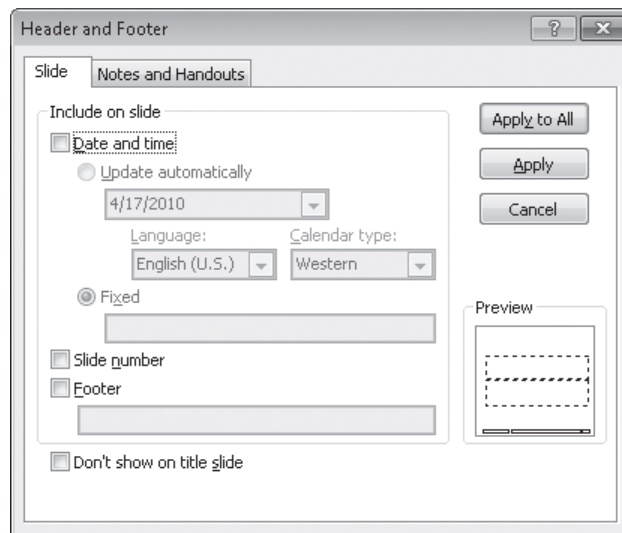 Header and Footer
Slide
Notes and Handouts
Include on slide
Date and time
Update automatically
4/17/2010
Language:
Calendar type:
English (U.S.)
Western
Fixed
Slide number
Footer
Don't show on title slide
Apply to All
Apply
Cancel
Preview